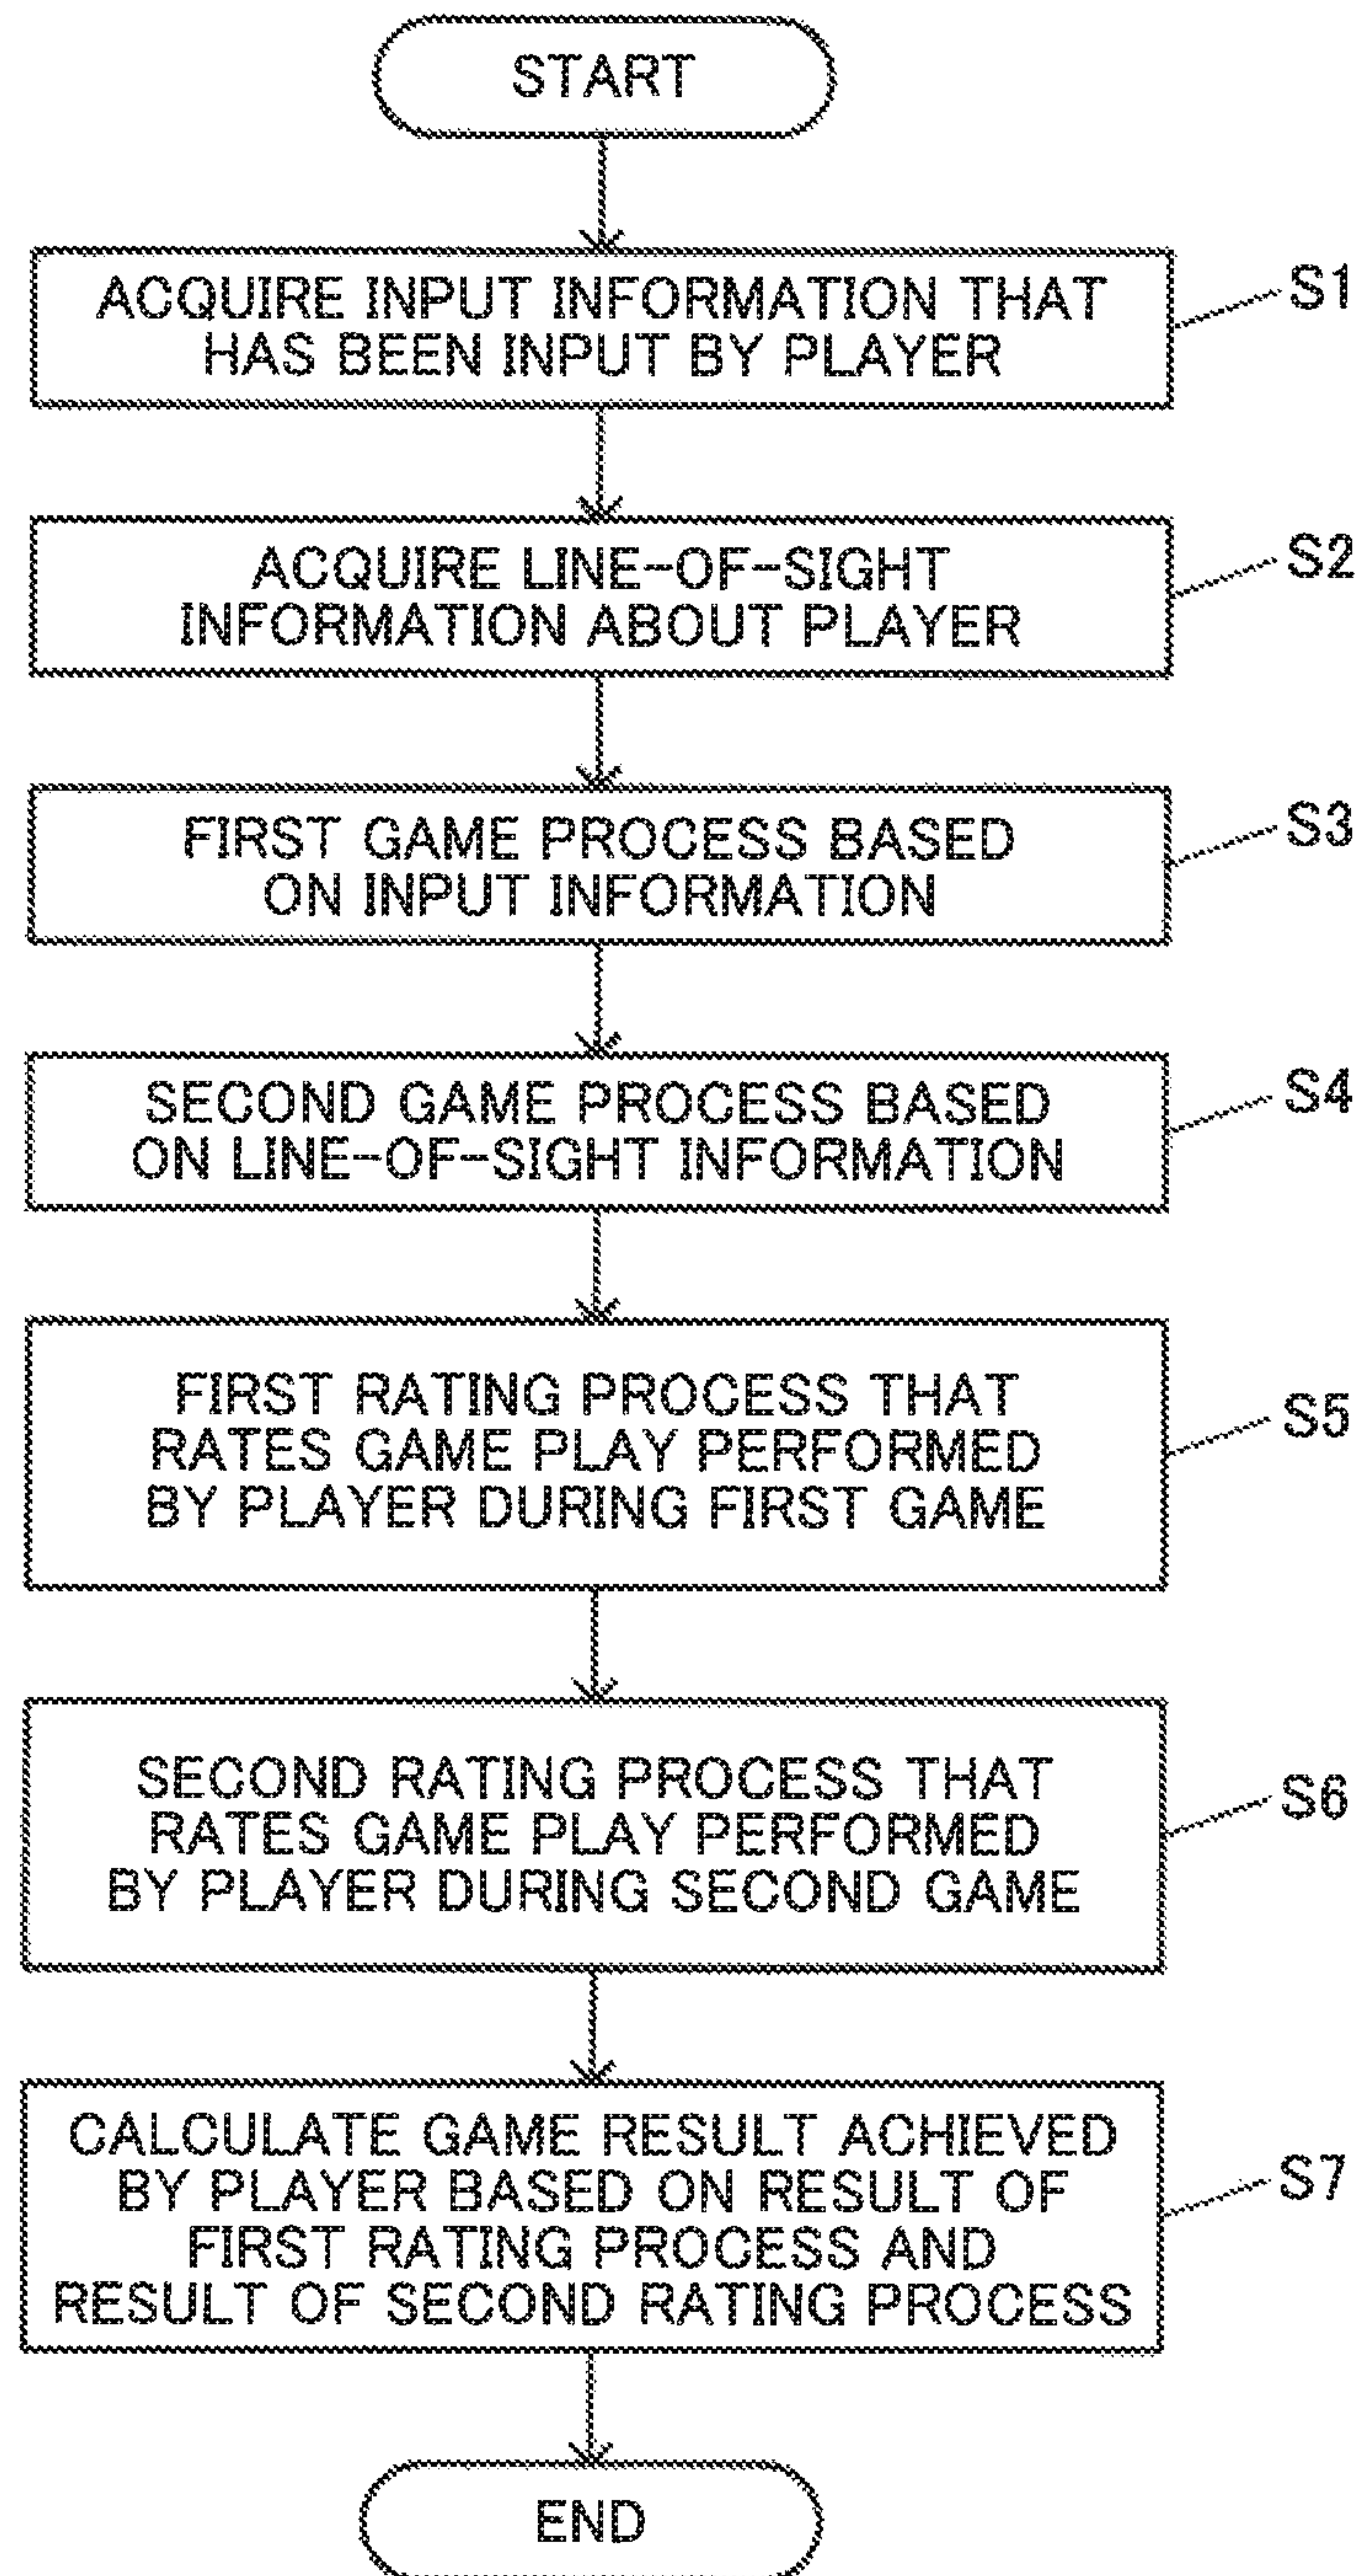 START
ACQUIRE INPUT INFORMATION THAT
HAS BEEN INPUT BY PLAYER
S1
ACQUIRE LINE-OF-SIGHT
INFORMATION ABOUT PLAYER
S2
FIRST GAME PROCESS BASED
ON INPUT INFORMATION
S3
SECOND GAME PROCESS BASED
ON LINE-OF-SIGHT INFORMATION
S4
FIRST RATING PROCESS THAT
RATES GAME PLAY PERFORMED
BY PLAYER DURING FIRST GAME
S5
SECOND RATING PROCESS THAT
RATES GAME PLAY PERFORMED
BY PLAYER DURING SECOND GAME
S6
CALCULATE GAME RESULT ACHIEVED
BY PLAYER BASED ON RESULT OF
FIRST RATING PROCESS AND
RESULT OF SECOND RATING PROCESS
S7
END